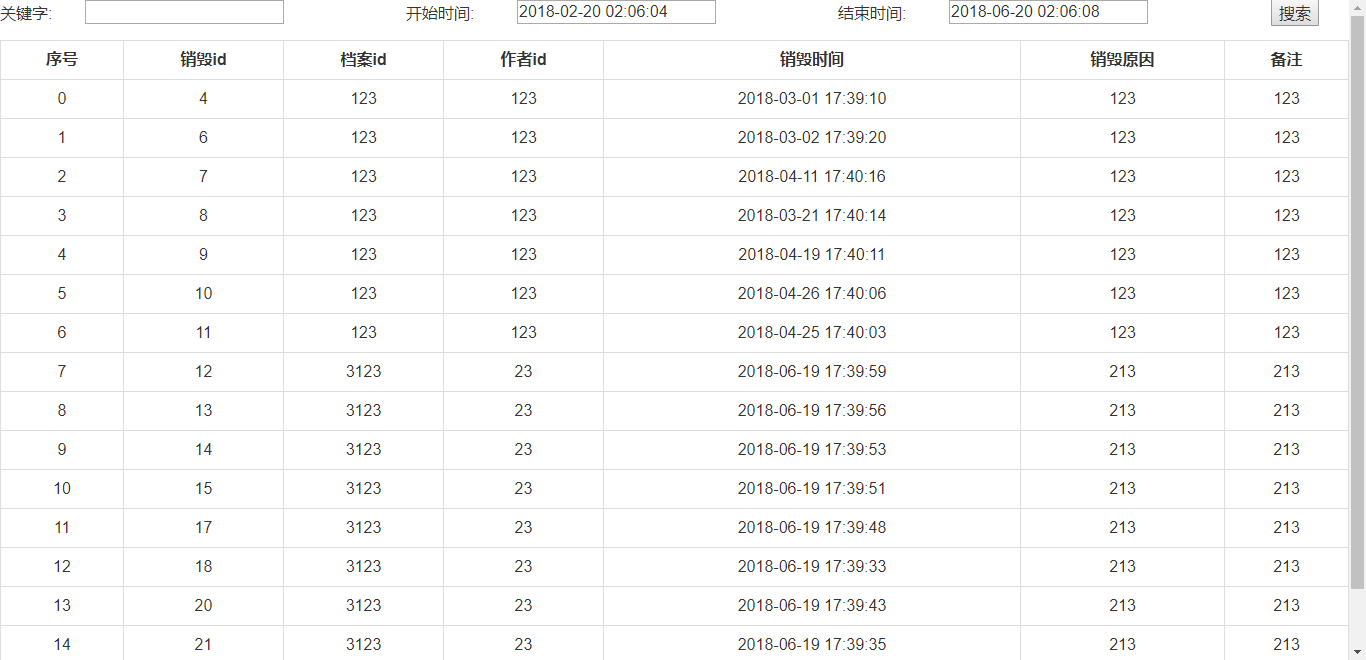 关键字: 开始时间: 2018-02-20 02:06:04 结束时间: 2018-06-20 02:06:08 搜索
序号 销毁id 档案id 作者id 销毁时间 销毁原因 备注
0 4 123 123 2018-03-01 17:39:10 123 123
1 6 123 123 2018-03-02 17:39:20 123 123
2 7 123 123 2018-04-11 17:40:16 123 123
3 8 123 123 2018-03-21 17:40:14 123 123
4 9 123 123 2018-04-19 17:40:11 123 123
5 10 123 123 2018-04-26 17:40:06 123 123
6 11 123 123 2018-04-25 17:40:03 123 123
7 12 3123 23 2018-06-19 17:39:59 213 213
8 13 3123 23 2018-06-19 17:39:56 213 213
9 14 3123 23 2018-06-19 17:39:53 213 213
10 15 3123 23 2018-06-19 17:39:51 213 213
11 17 3123 23 2018-06-19 17:39:48 213 213
12 18 3123 23 2018-06-19 17:39:33 213 213
13 20 3123 23 2018-06-19 17:39:43 213 213
14 21 3123 23 2018-06-19 17:39:35 213 213